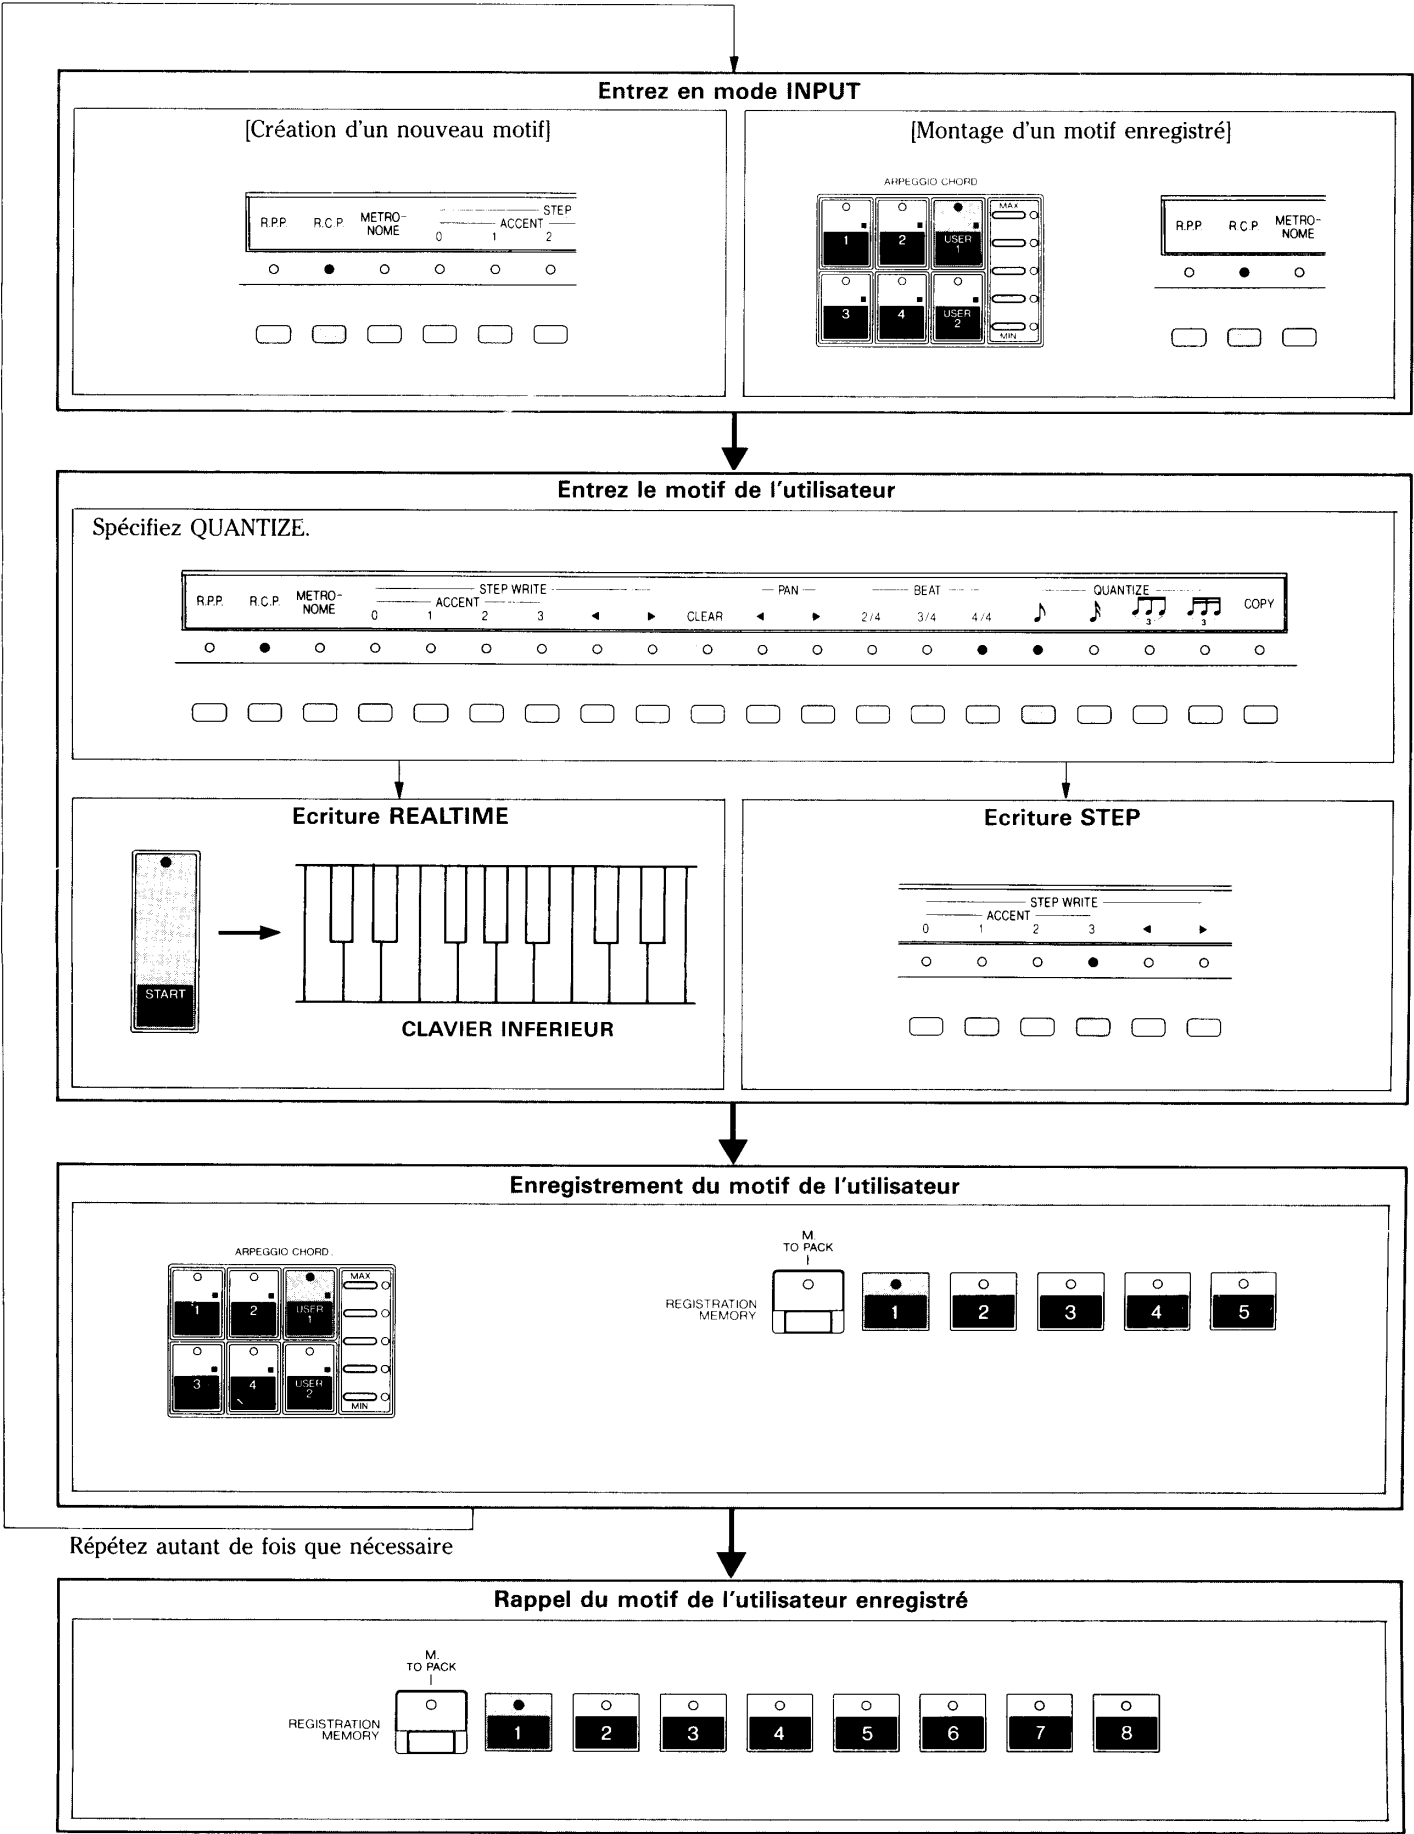 Entrez en mode INPUT
[Création d'un nouveau motif]
R.P.P. R.C.P. METRO-NOME STEP
ACCENT
0 1 2
[Montage d'un motif enregistré]
ARPEGGIO CHORD
1 2 USER 1 MAX
3 4 USER 2 MIN
R.P.P R.C.P. METRO-NOME
Entrez le motif de l'utilisateur
Spécifiez QUANTIZE.
R.P.P. R.C.P. METRO-NOME STEP WRITE PAN BEAT QUANTIZE COPY
ACCENT
0 1 2 3 ◄ ► CLEAR ◄ ► 2/4 3/4 4/4 ♪ 3 3
Ecriture REALTIME
START
CLAVIER INFERIEUR
Ecriture STEP
STEP WRITE
ACCENT
0 1 2 3 ◄ ►
Enregistrement du motif de l'utilisateur
ARPEGGIO CHORD.
1 2 USER 1 MAX
3 4 USER 2 MIN
M.
TO PACK
REGISTRATION
MEMORY
1 2 3 4 5
Répétez autant de fois que nécessaire
Rappel du motif de l'utilisateur enregistré
M.
TO PACK
REGISTRATION
MEMORY
1 2 3 4 5 6 7 8